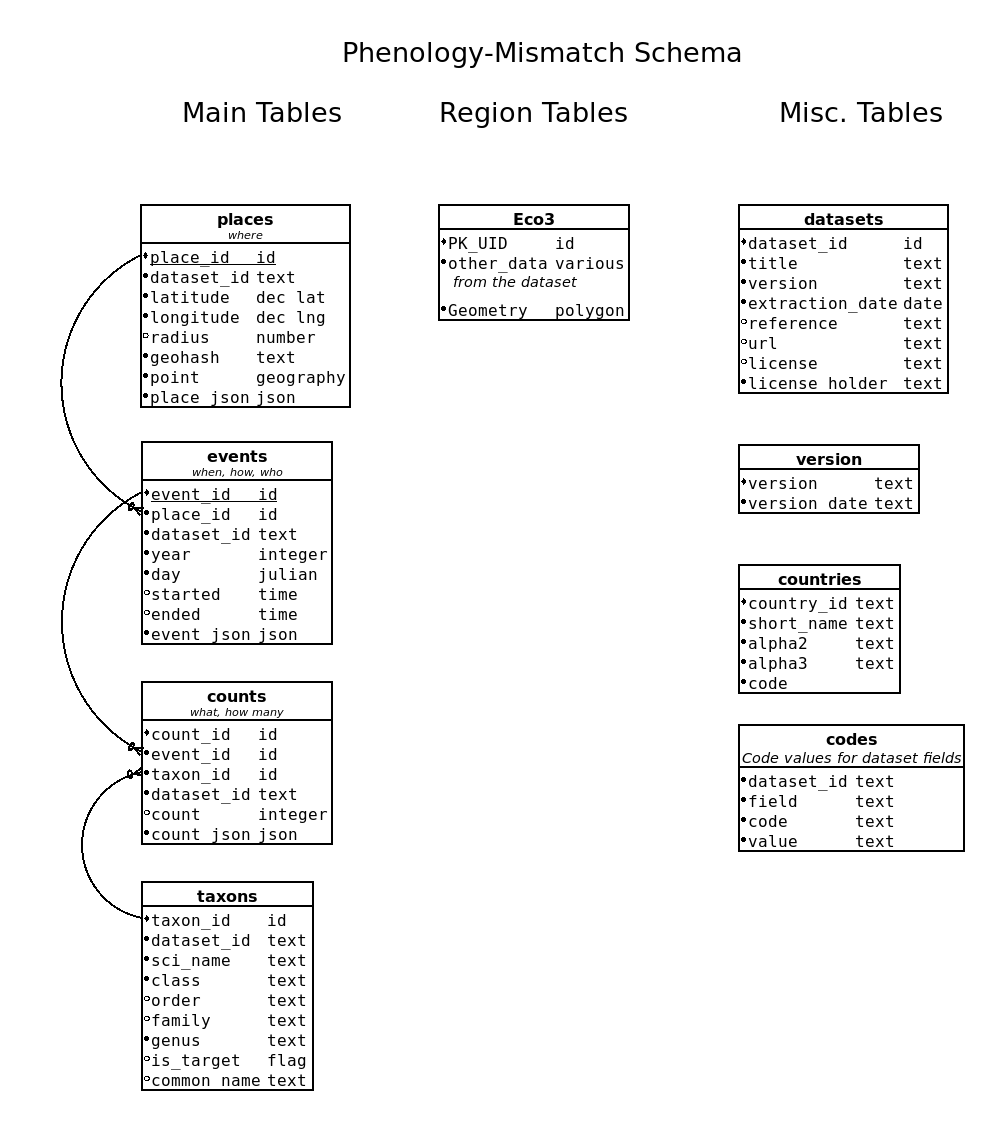 Phenology-Mismatch Schema
Main Tables
Region Tables
Misc. Tables
places
where
place_id id
dataset_id text
latitude dec lat
longitude dec lng
radius number
geohash text
point geography
place_json json
events
when, how, who
event_id id
place_id id
dataset_id text
year integer
day julian
started time
ended time
event_json json
counts
what, how many
count_id id
event_id id
taxon_id id
dataset_id text
count integer
count_json json
taxons
taxon_id id
dataset_id text
sci_name text
class text
order text
family text
genus text
is_target flag
common_name text
Eco3
PK_UID id
other_data various
from the dataset
Geometry polygon
datasets
dataset_id id
title text
version text
extraction_date date
reference text
url text
license text
license_holder text
version
version text
version_date text
countries
country_id text
short_name text
alpha2 text
alpha3 text
code
codes
Code values for dataset fields
dataset_id text
field text
code text
value text